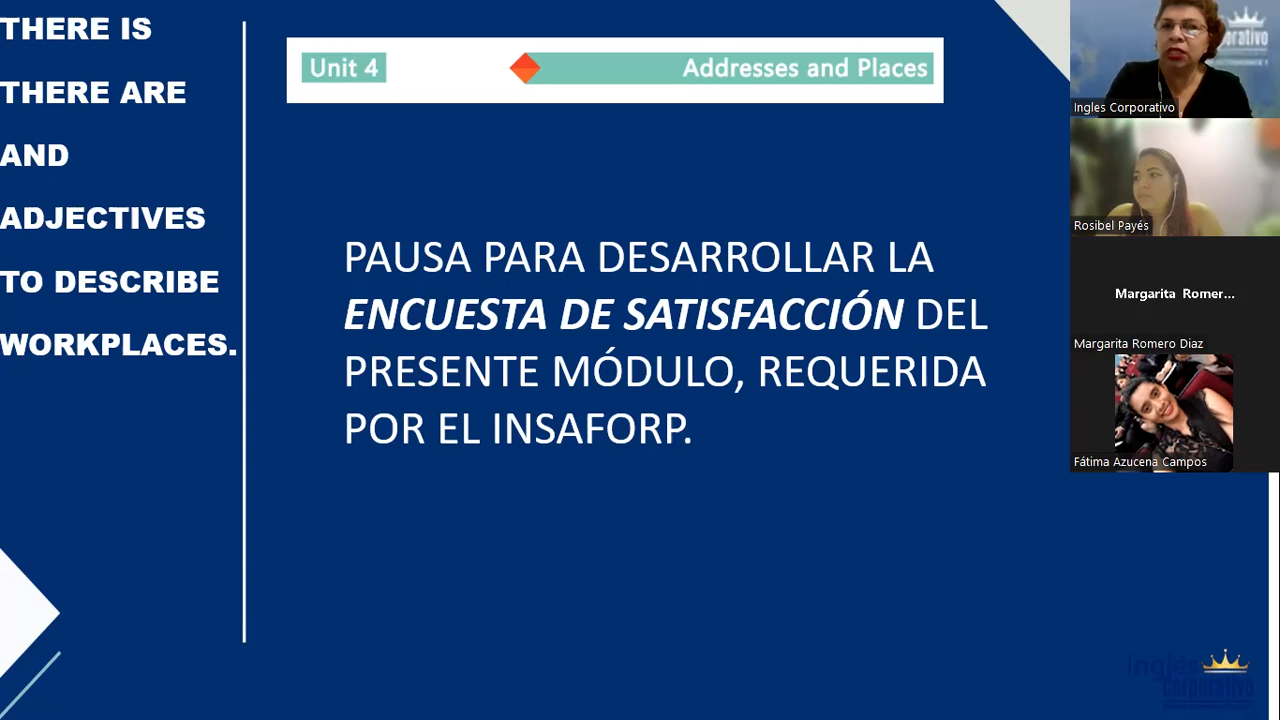 THERE IS
THERE ARE
AND
ADJECTIVES
TO DESCRIBE
WORKPLACES.
Unit 4
Addresses and Places
PAUSA PARA DESARROLLAR LA
ENCUESTA DE SATISFACCIÓN DEL
PRESENTE MÓDULO, REQUERIDA
POR EL INSAFORP.
Ingles Corporativo
Rosibel Payés
Margarita Romer...
Margarita Romero Diaz
Fátima Azucena Campos
Inglés
Corporativo